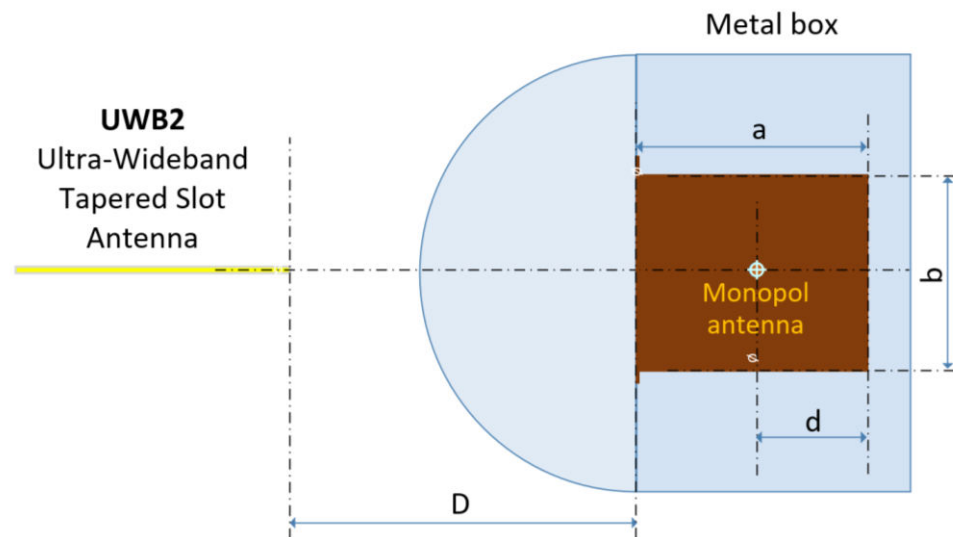 Metal box
UWB2
Ultra-Wideband
Tapered Slot
Antenna
a
b
Monopol
antenna
d
D